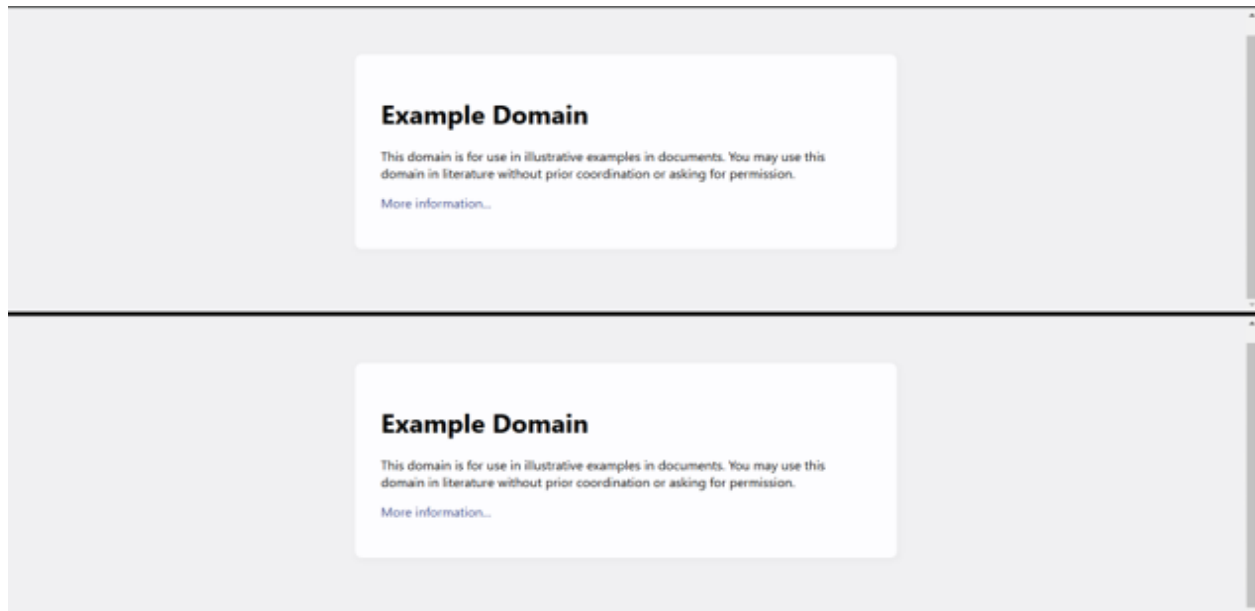 Example Domain
This domain is for use in illustrative examples in documents. You may use this
domain in literature without prior coordination or asking for permission.
More information...
Example Domain
This domain is for use in illustrative examples in documents. You may use this
domain in literature without prior coordination or asking for permission.
More information...